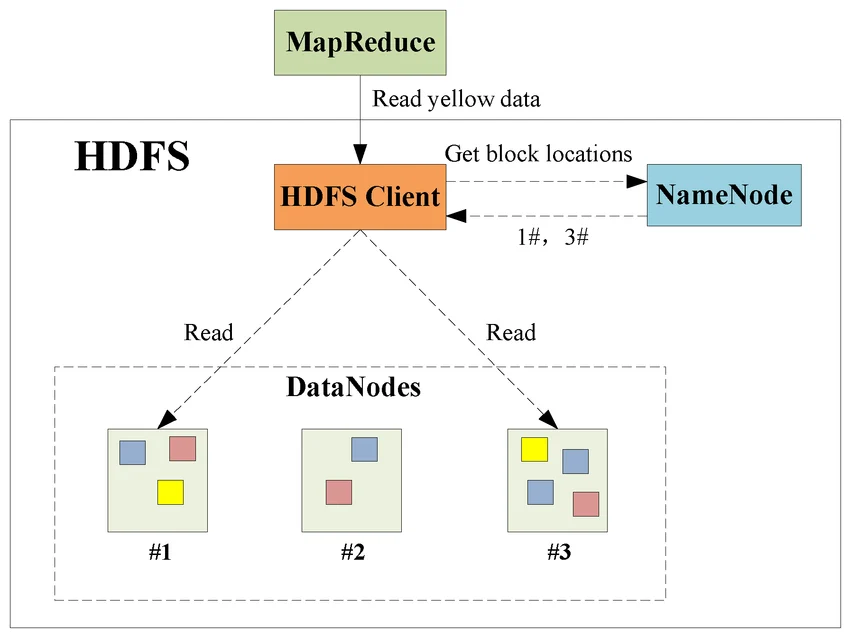 MapReduce
Read yellow data
HDFS
Get block locations
HDFS Client
NameNode
1#，3#
Read
Read
DataNodes
#1
#2
#3